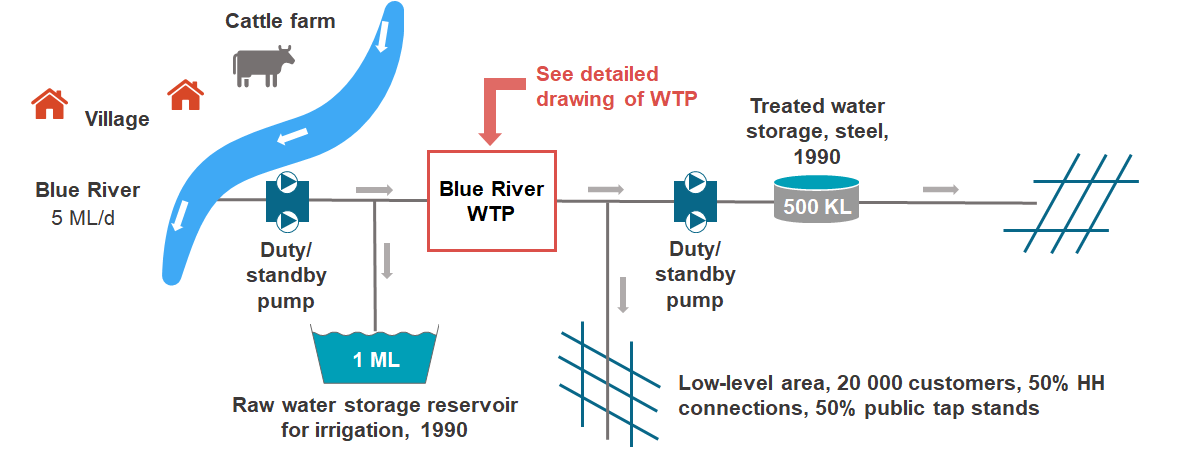 Cattle farm
Village
Blue River
5 ML/d
Duty/
standby
pump
1 ML
Raw water storage reservoir
for irrigation, 1990
See detailed
drawing of WTP
Blue River
WTP
Duty/
standby
pump
Treated water
storage, steel,
1990
500 KL
Low-level area, 20 000 customers, 50% HH
connections, 50% public tap stands